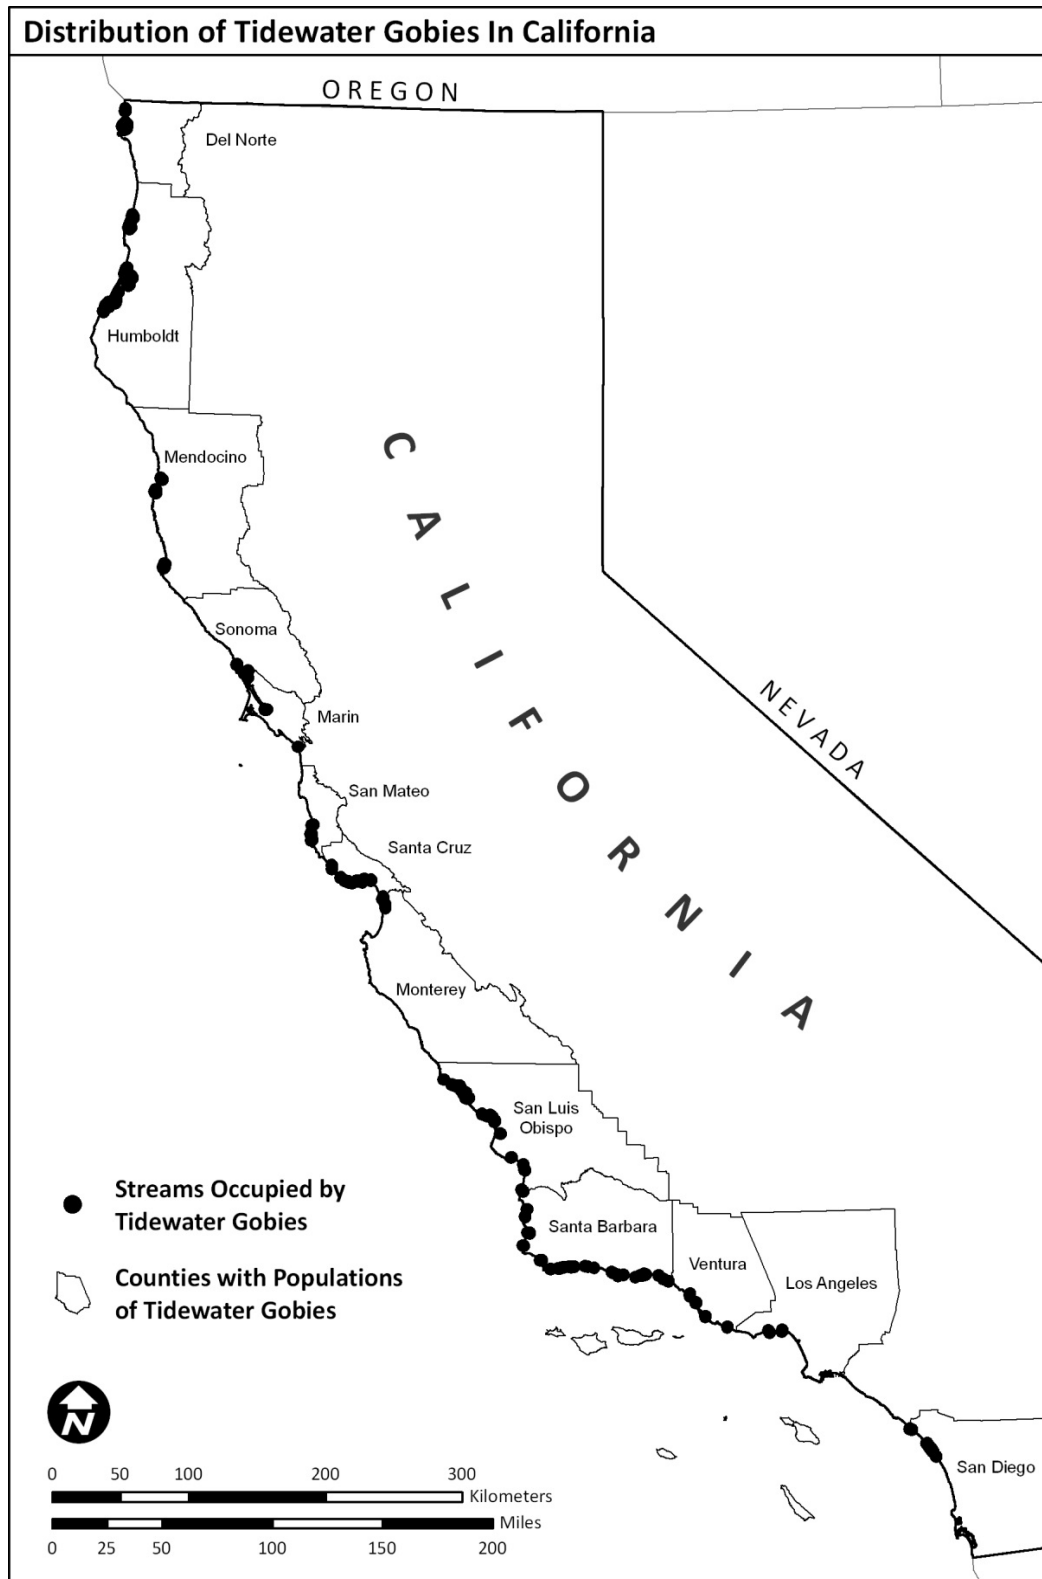 Distribution of Tidewater Gobies In California
OREGON
Del Norte
Humboldt
Mendocino
CALIFORNIA
Sonoma
NEVADA
Marin
San Mateo
Santa Cruz
Monterey
San Luis
Obispo
Streams Occupied by
Tidewater Gobies
Santa Barbara
Ventura
Los Angeles
Counties with Populations
of Tidewater Gobies
N
San Diego
0 50 100 200 300
Kilometers
Miles
0 25 50 100 150 200